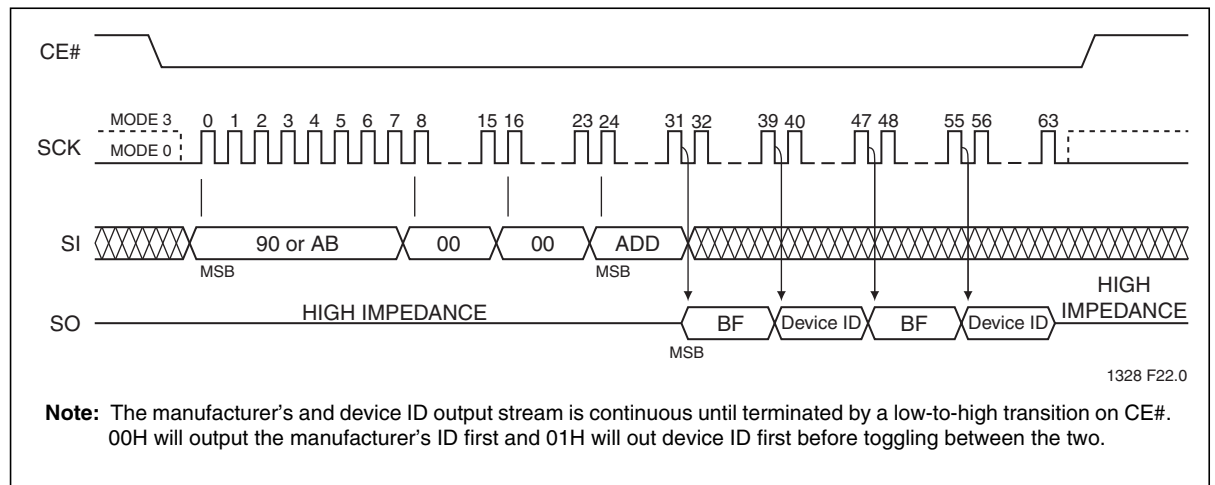 CE#
MODE 3
0 1 2 3 4 5 6 7 8 15 16 23 24 31 32 39 40 47 48 55 56 63
SCK
MODE 0
SI 90 or AB 00 00 ADD
MSB MSB
HIGH IMPEDANCE
SO HIGH IMPEDANCE BF Device ID BF Device ID
MSB
1328 F22.0
Note: The manufacturer's and device ID output stream is continuous until terminated by a low-to-high transition on CE#.
00H will output the manufacturer's ID first and 01H will out device ID first before toggling between the two.